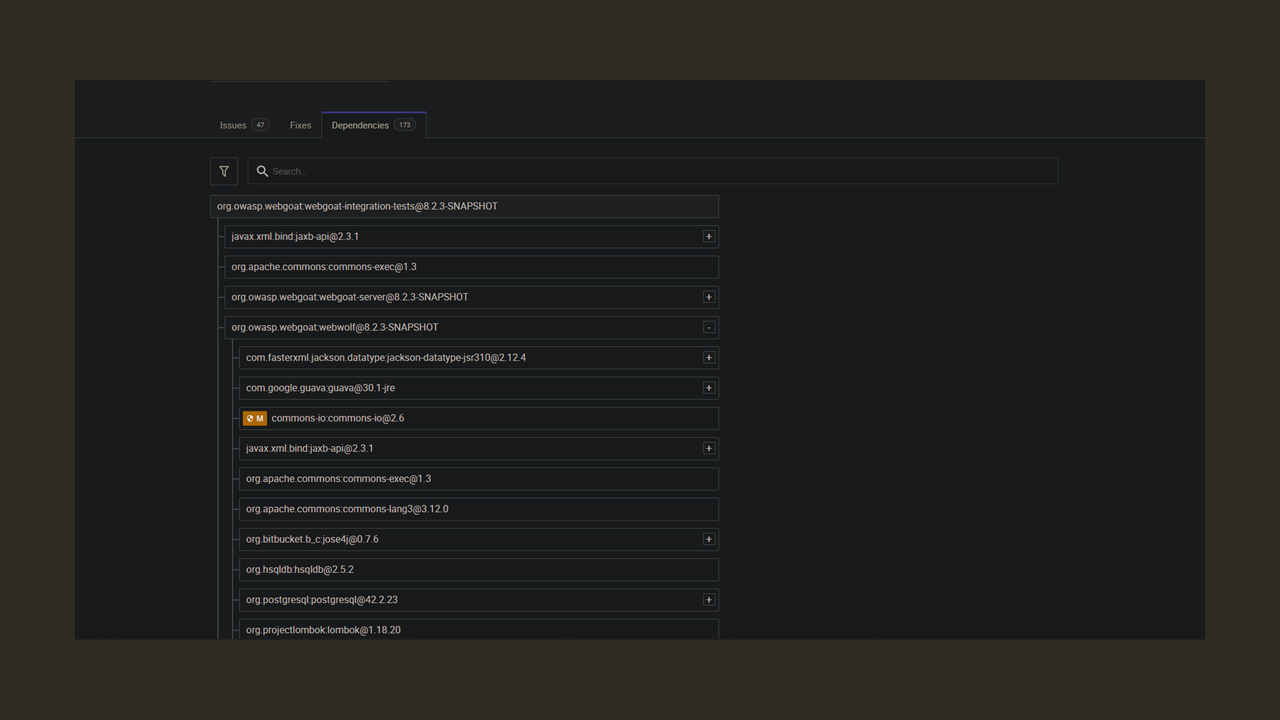 Issues 47 Fixes Dependencies 173
Search...
org.owasp.webgoat:webgoat-integration-tests@8.2.3-SNAPSHOT
javax.xml.bind:jaxb-api@2.3.1 +
org.apache.commons:commons-exec@1.3
org.owasp.webgoat:webgoat-server@8.2.3-SNAPSHOT +
org.owasp.webgoat:webwolf@8.2.3-SNAPSHOT -
com.fasterxml.jackson.datatype:jackson-datatype-jsr310@2.12.4 +
com.google.guava:guava@30.1-jre +
M commons-io:commons-io@2.6
javax.xml.bind:jaxb-api@2.3.1 +
org.apache.commons:commons-exec@1.3
org.apache.commons:commons-lang3@3.12.0
org.bitbucket.b_c:jose4j@0.7.6 +
org.hsqldb:hsqldb@2.5.2
org.postgresql:postgresql@42.2.23 +
org.projectlombok:lombok@1.18.20